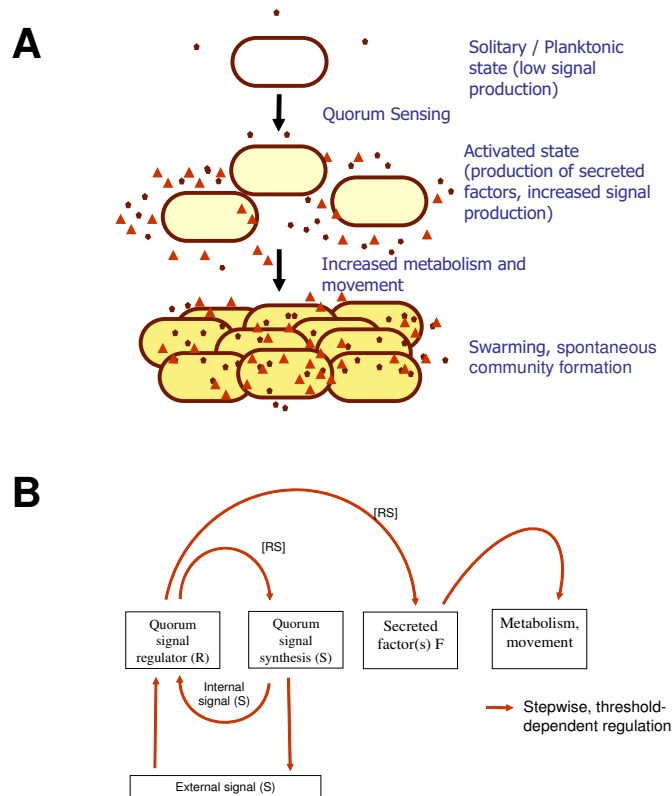 A
Solitary / Planktonic
state (low signal
production)
Quorum Sensing
Activated state
(production of secreted
factors, increased signal
production)
Increased metabolism and
movement
Swarming, spontaneous
community formation
B
[RS]
[RS]
Quorum
signal
regulator (R)
Quorum
signal
synthesis (S)
Secreted
factor(s) F
Metabolism,
movement
Internal
signal (S)
Stepwise, threshold-
dependent regulation
External signal (S)